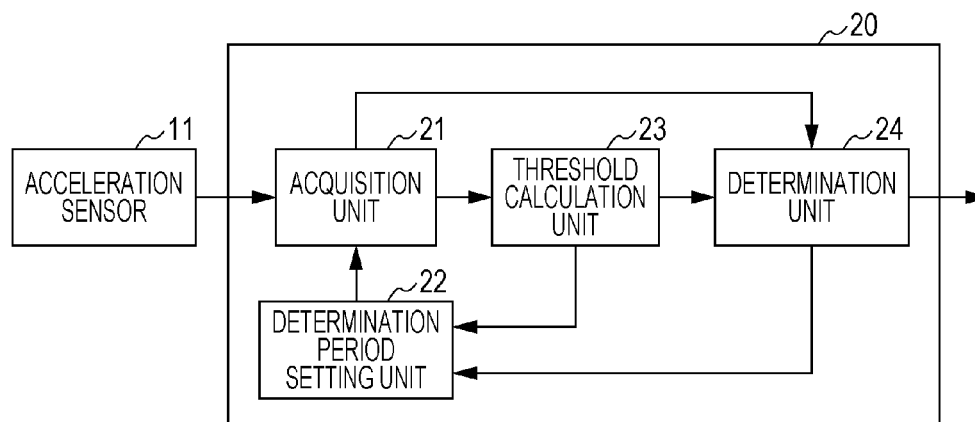 20
11
ACCELERATION
SENSOR
21
ACQUISITION
UNIT
23
THRESHOLD
CALCULATION
UNIT
24
DETERMINATION
UNIT
22
DETERMINATION
PERIOD
SETTING UNIT